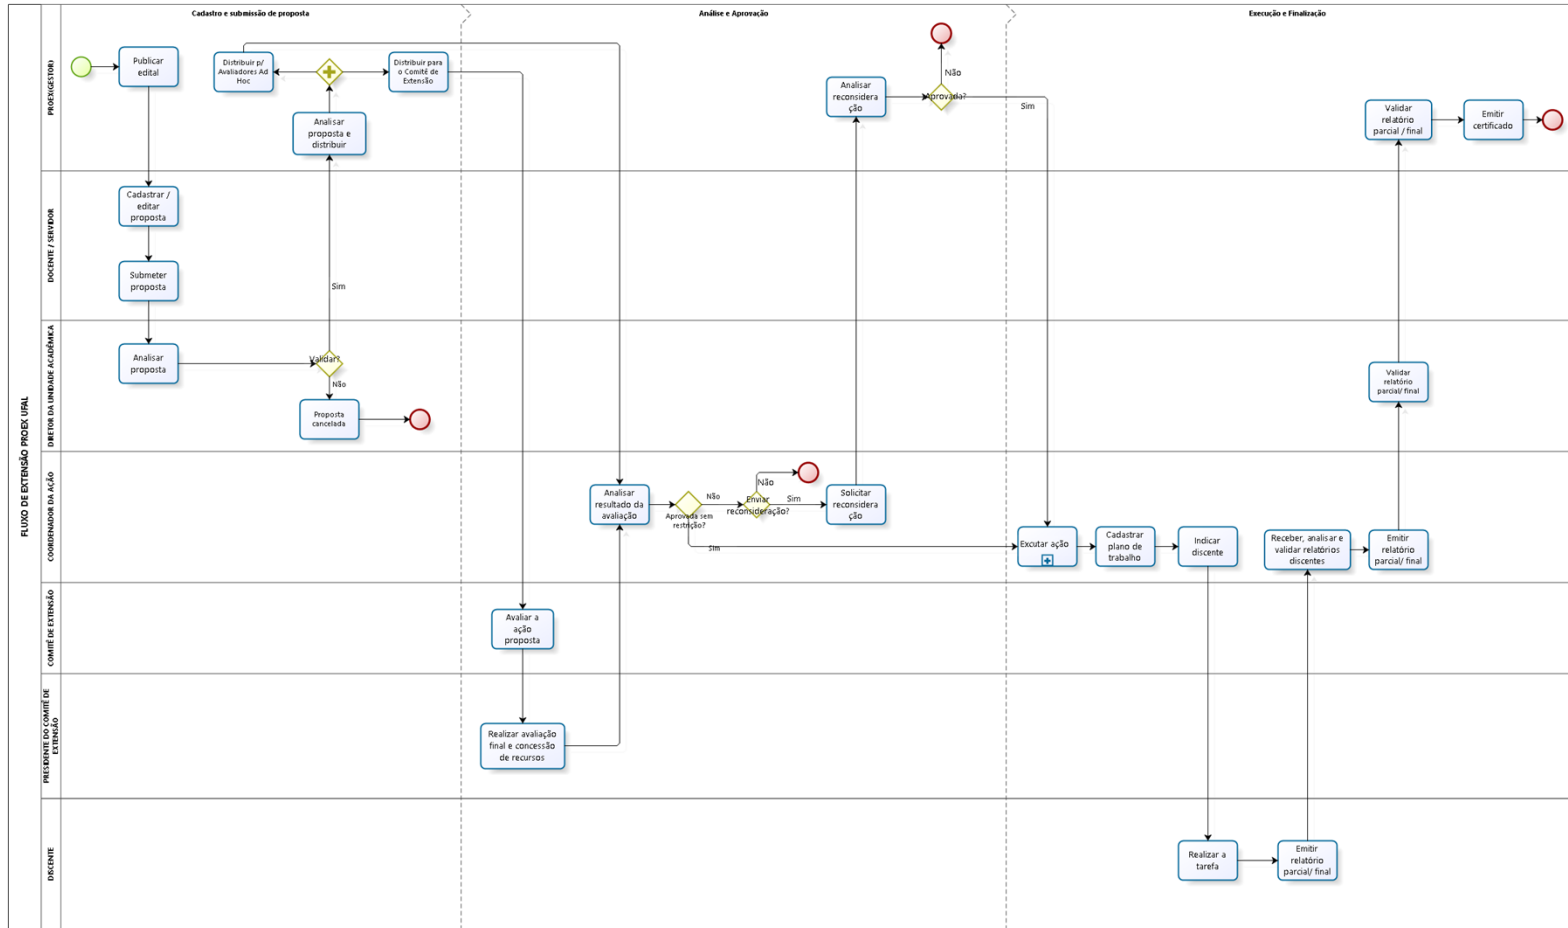 Cadastro e submissão de proposta
Análise e Aprovação
Execução e Finalização
FLUXO DE EXTENSÃO PROEX UFAL
PROEX(GESTOR)
Publicar
edital
Distribuir p/
Avaliadores Ad
Hoc
Distribuir para
o Comitê de
Extensão
Analisar
proposta e
distribuir
Analisar
reconsidera
ção
Aprovada?
Não
Sim
Validar
relatório
parcial / final
Emitir
certificado
DOCENTE / SERVIDOR
Cadastrar /
editar
proposta
Submeter
proposta
Sim
DIRETOR DA UNIDADE ACADÊMICA
Analisar
proposta
Validar?
Não
Proposta
cancelada
Validar
relatório
parcial/ final
COORDENADOR DA AÇÃO
Analisar
resultado da
avaliação
Aprovada sem
restrição?
Não
Sim
Enviar
reconsideração?
Não
Sim
Solicitar
reconsidera
ção
Excutar ação
Cadastrar
plano de
trabalho
Indicar
discente
Receber, analisar e
validar relatórios
discentes
Emitir
relatório
parcial/ final
COMITÊ DE EXTENSÃO
Avaliar a
ação
proposta
PRESIDENTE DO COMITÊ DE
EXTENSÃO
Realizar avaliação
final e concessão
de recursos
DISCENTE
Realizar a
tarefa
Emitir
relatório
parcial/ final